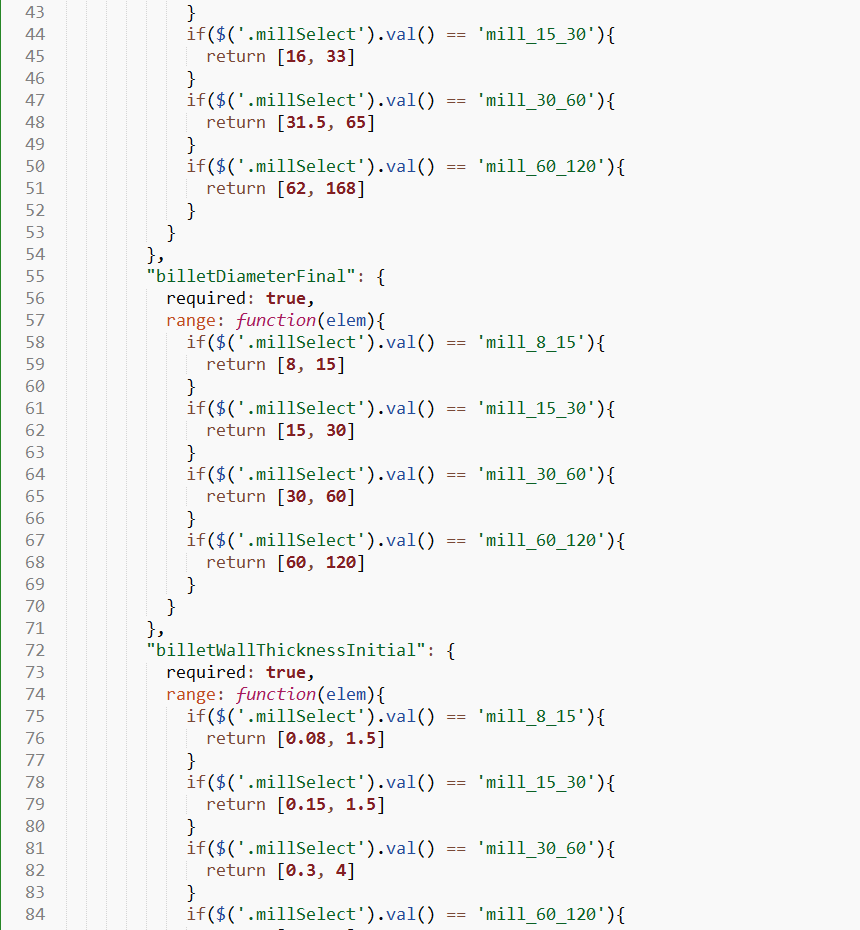 43 }
44 if($('.millSelect').val() == 'mill_15_30'){
45 return [16, 33]
46 }
47 if($('.millSelect').val() == 'mill_30_60'){
48 return [31.5, 65]
49 }
50 if($('.millSelect').val() == 'mill_60_120'){
51 return [62, 168]
52 }
53 }
54 },
55 "billetDiameterFinal": {
56 required: true,
57 range: function(elem){
58 if($('.millSelect').val() == 'mill_8_15'){
59 return [8, 15]
60 }
61 if($('.millSelect').val() == 'mill_15_30'){
62 return [15, 30]
63 }
64 if($('.millSelect').val() == 'mill_30_60'){
65 return [30, 60]
66 }
67 if($('.millSelect').val() == 'mill_60_120'){
68 return [60, 120]
69 }
70 }
71 },
72 "billetWallThicknessInitial": {
73 required: true,
74 range: function(elem){
75 if($('.millSelect').val() == 'mill_8_15'){
76 return [0.08, 1.5]
77 }
78 if($('.millSelect').val() == 'mill_15_30'){
79 return [0.15, 1.5]
80 }
81 if($('.millSelect').val() == 'mill_30_60'){
82 return [0.3, 4]
83 }
84 if($('.millSelect').val() == 'mill_60_120'){